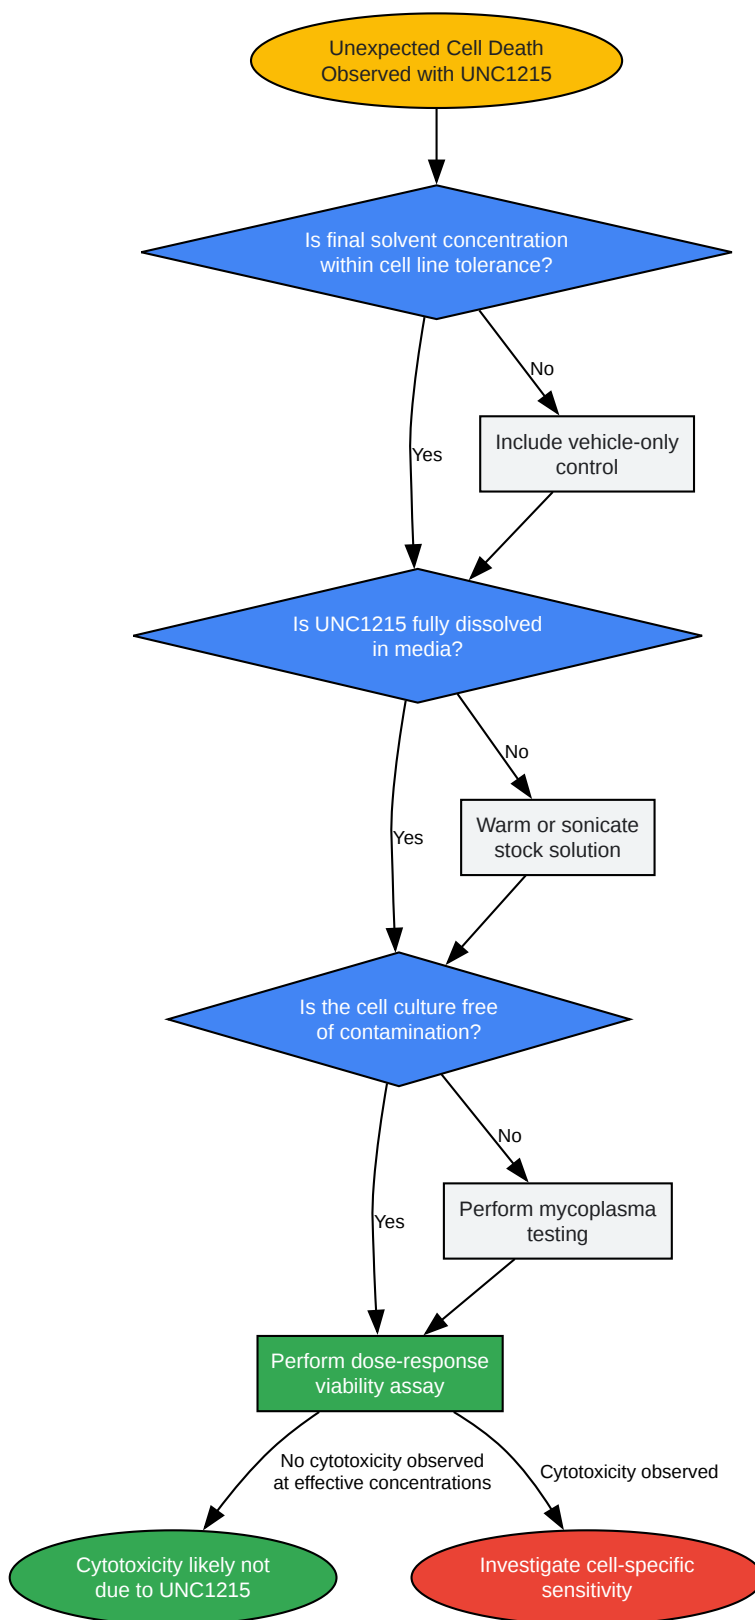 Unexpected Cell Death
Observed with UNC1215
Is final solvent concentration
within cell line tolerance?
No
Include vehicle-only
control
Yes
Is UNC1215 fully dissolved
in media?
No
Warm or sonicate
stock solution
Yes
Is the cell culture free
of contamination?
No
Perform mycoplasma
testing
Yes
Perform dose-response
viability assay
No cytotoxicity observed
at effective concentrations
Cytotoxicity observed
Cytotoxicity likely not
due to UNC1215
Investigate cell-specific
sensitivity